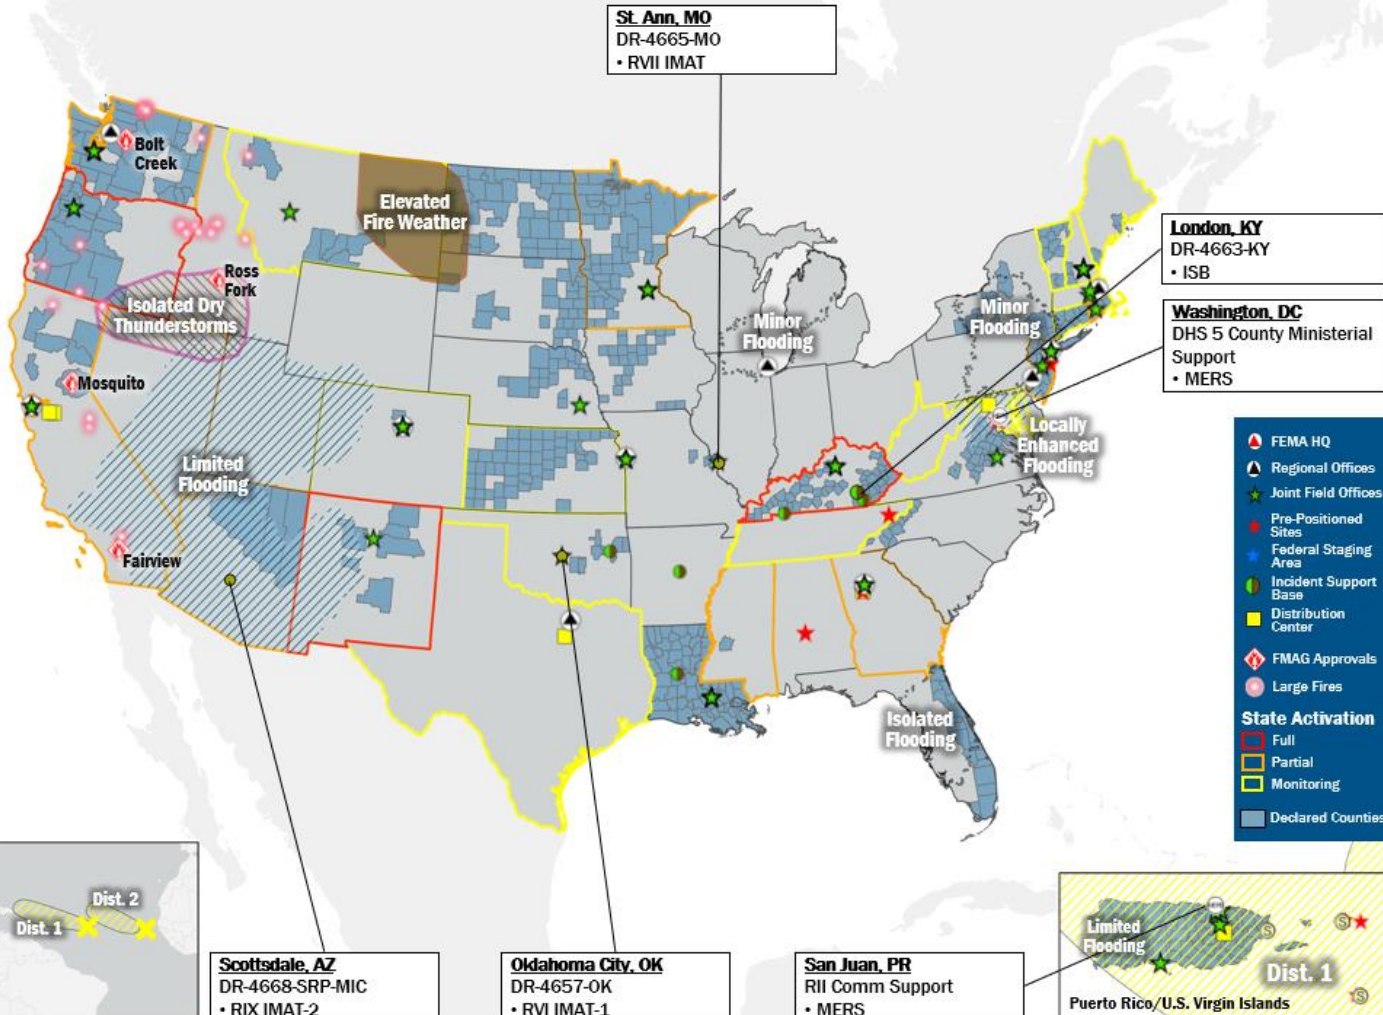 St. Ann, MO
DR-4665-MO
• RVII IMAT
Bolt
Creek
Elevated
Fire Weather
London, KY
DR-4663-KY
• ISB
Ross
Fork
Isolated Dry
Thunderstorms
Minor
Flooding
Minor
Flooding
Washington, DC
DHS 5 County Ministerial
Support
• MERS
Mosquito
Locally
Enhanced
Flooding
Limited
Flooding
Fairview
Isolated
Flooding
FEMA HQ
Regional Offices
Joint Field Offices
Pre-Positioned
Sites
Federal Staging
Area
Incident Support
Base
Distribution
Center
FMAG Approvals
Large Fires
State Activation
Full
Partial
Monitoring
Declared Counties
Dist. 2
Dist. 1
Scottsdale, AZ
DR-4668-SRP-MIC
• RIX IMAT-2
Oklahoma City, OK
DR-4657-OK
• RVI IMAT-1
San Juan, PR
RII Comm Support
• MERS
Limited
Flooding
S
S
S
Dist. 1
Puerto Rico/U.S. Virgin Islands